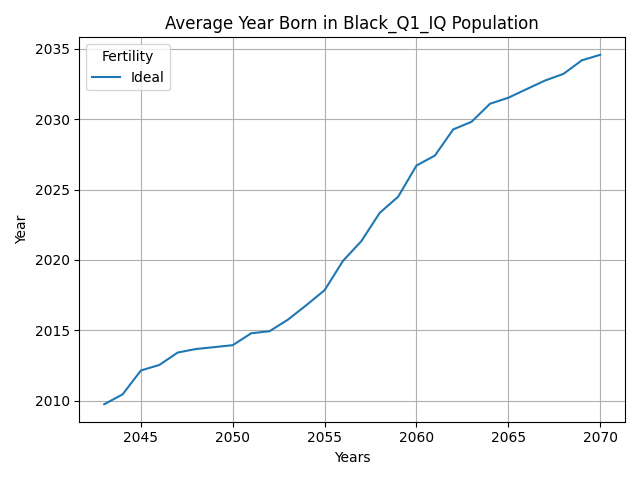 Average Year Born in Black_Q1_IQ Population
Fertility
Ideal
Year
2035
2030
2025
2020
2015
2010
2045 2050 2055 2060 2065 2070
Years